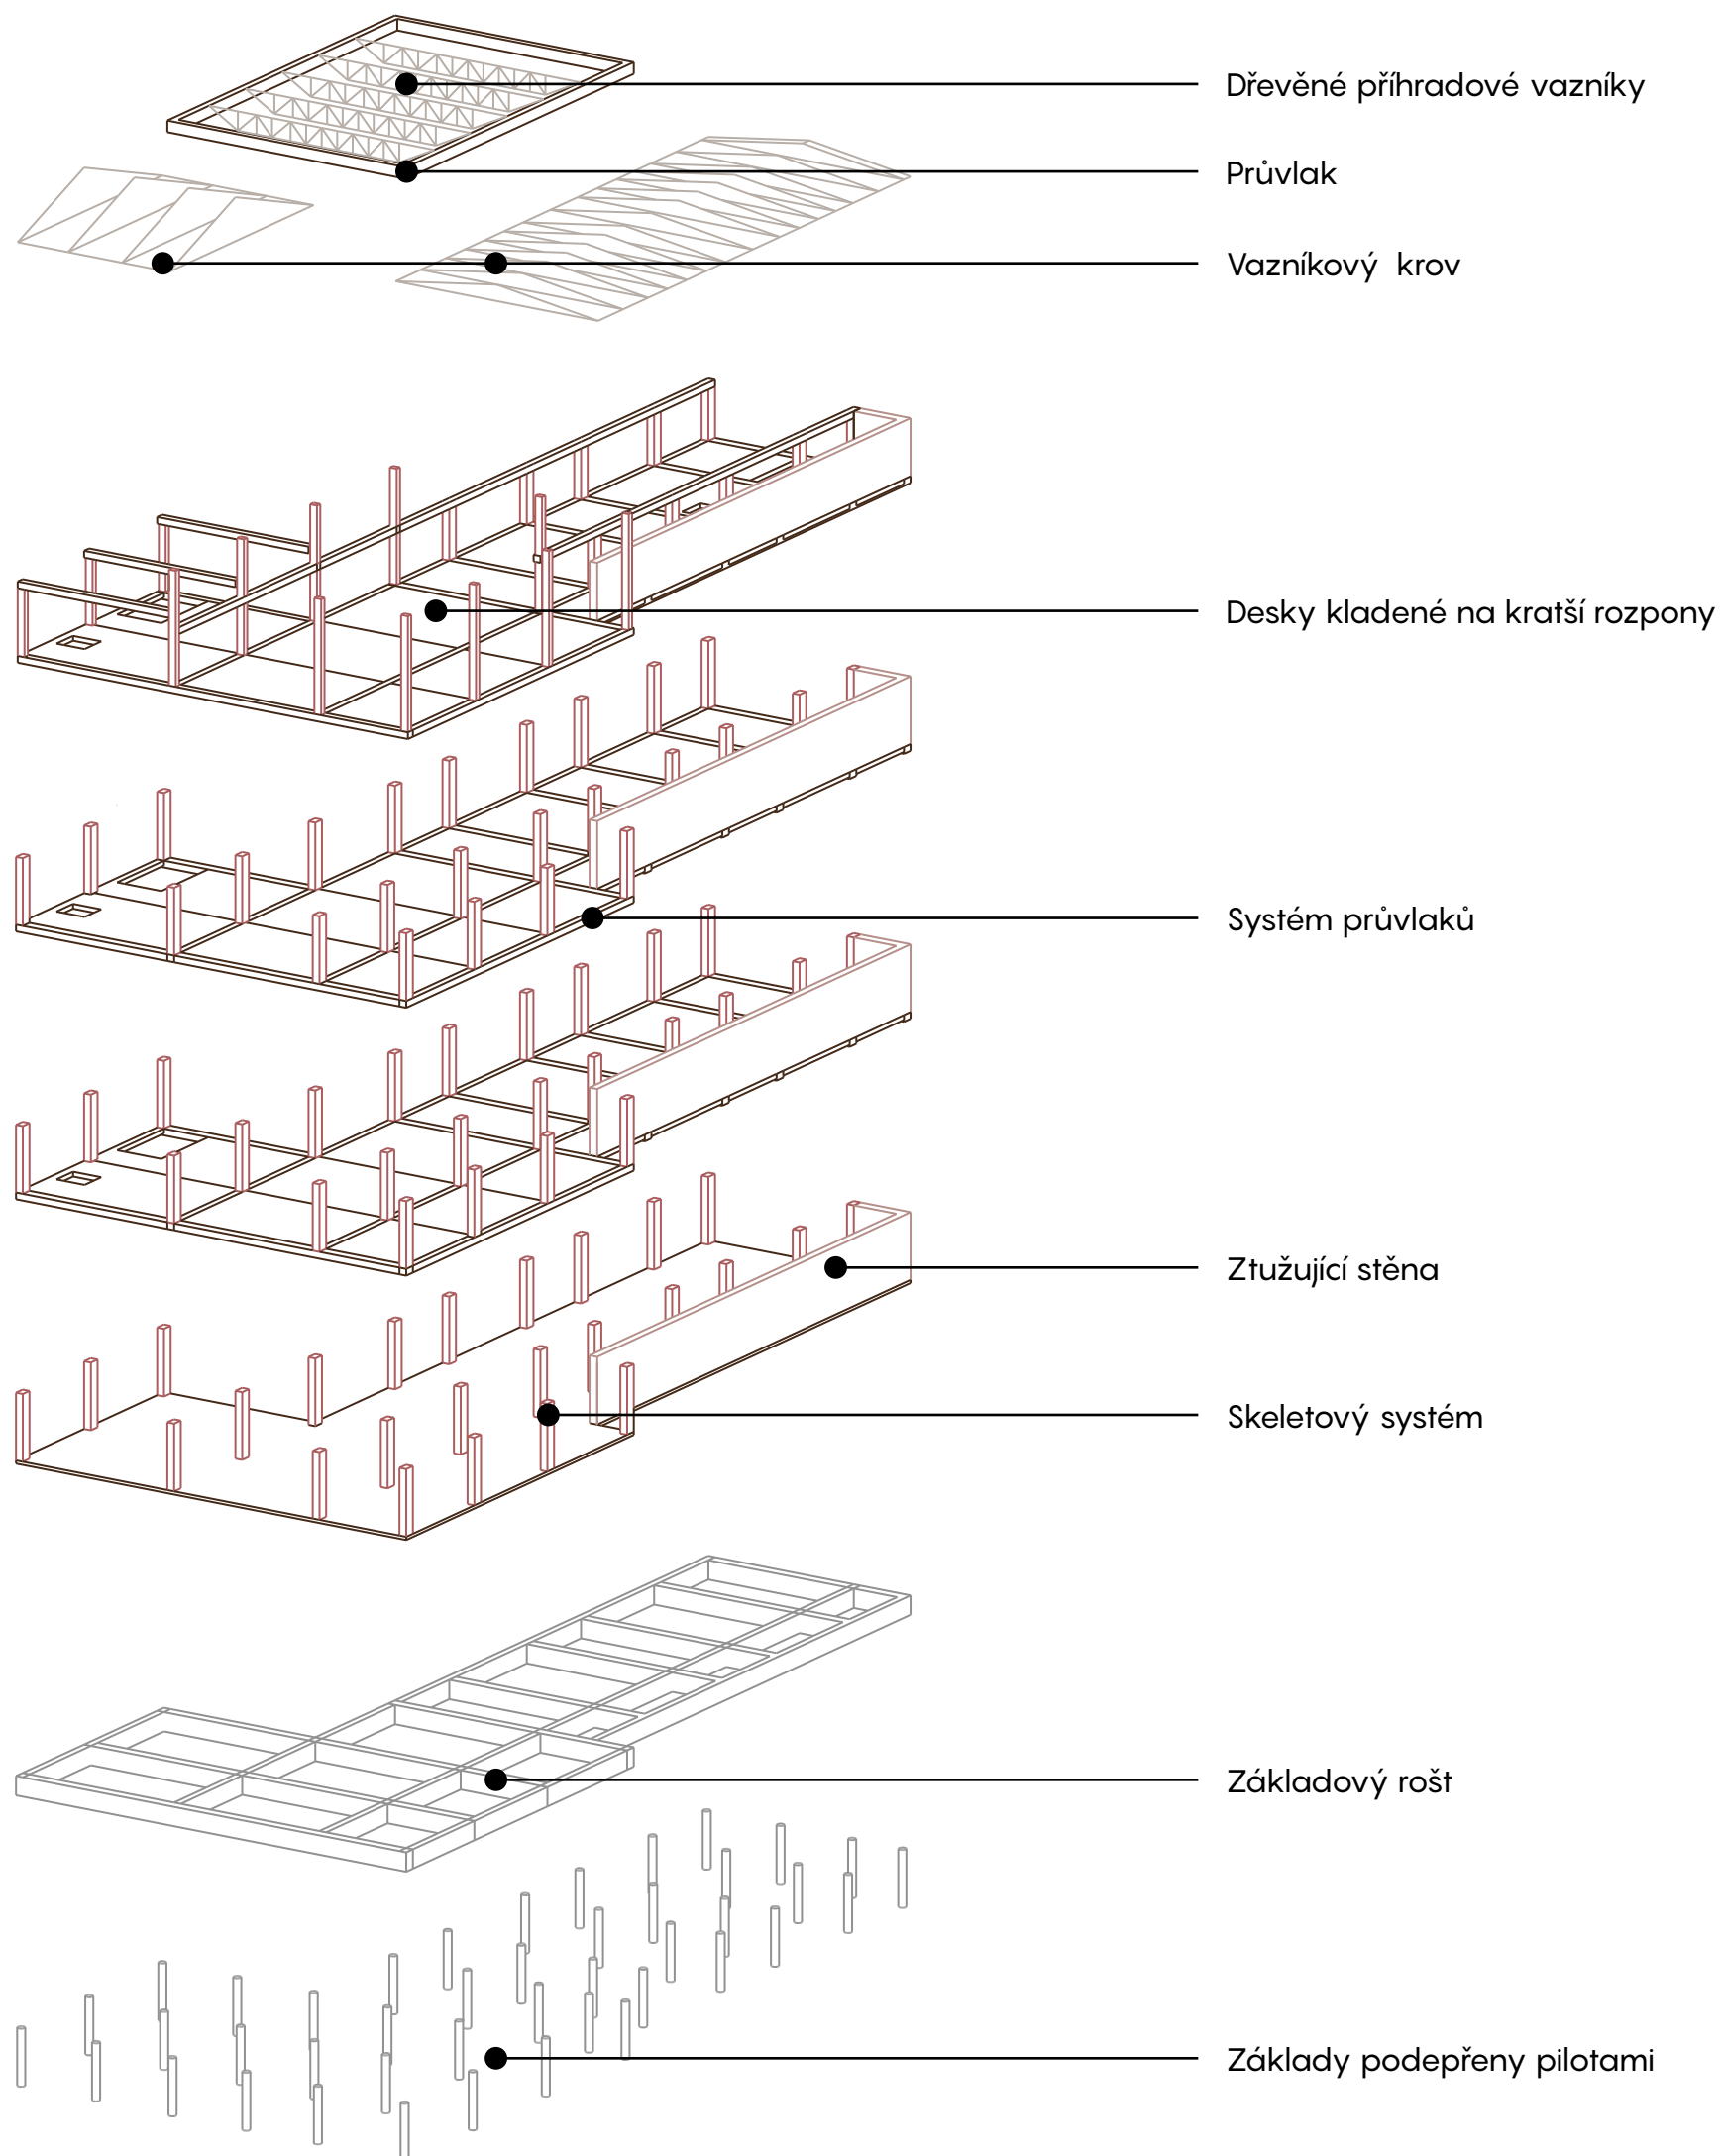 Dřevěné příhradové vazníky
Průvlak
Vazníkový krov
Desky kladené na kratší rozpony
Systém průvlaků
Ztužující stěna
Skeletový systém
Základový rošt
Základy podepřeny pilotami